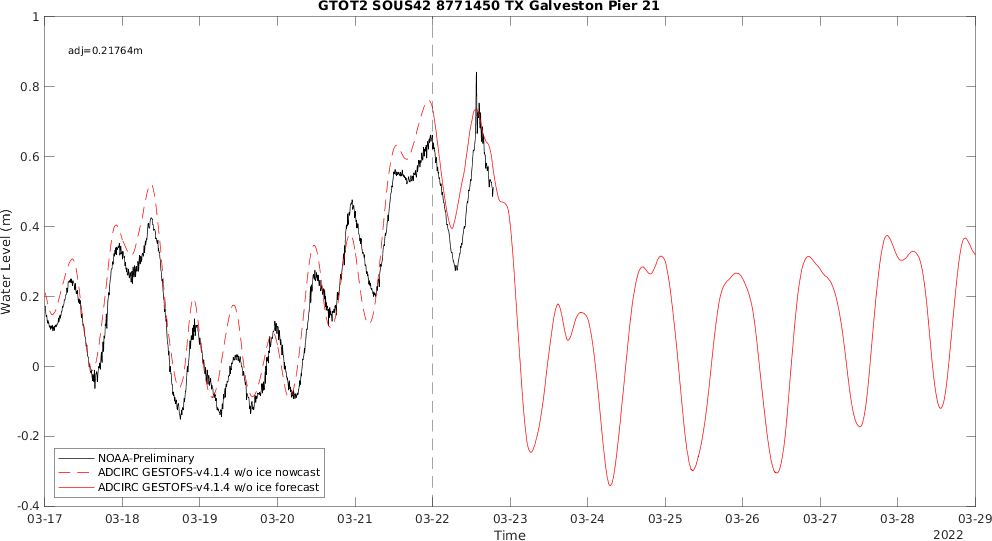 GTOT2 SOUS42 8771450 TX Galveston Pier 21
adj=0.21764m
Water Level (m)
1
0.8
0.6
0.4
0.2
0
-0.2
-0.4
NOAA-Preliminary
ADCIRC GESTOFS-v4.1.4 w/o ice nowcast
ADCIRC GESTOFS-v4.1.4 w/o ice forecast
03-17 03-18 03-19 03-20 03-21 03-22 03-23 03-24 03-25 03-26 03-27 03-28 03-29
Time
2022